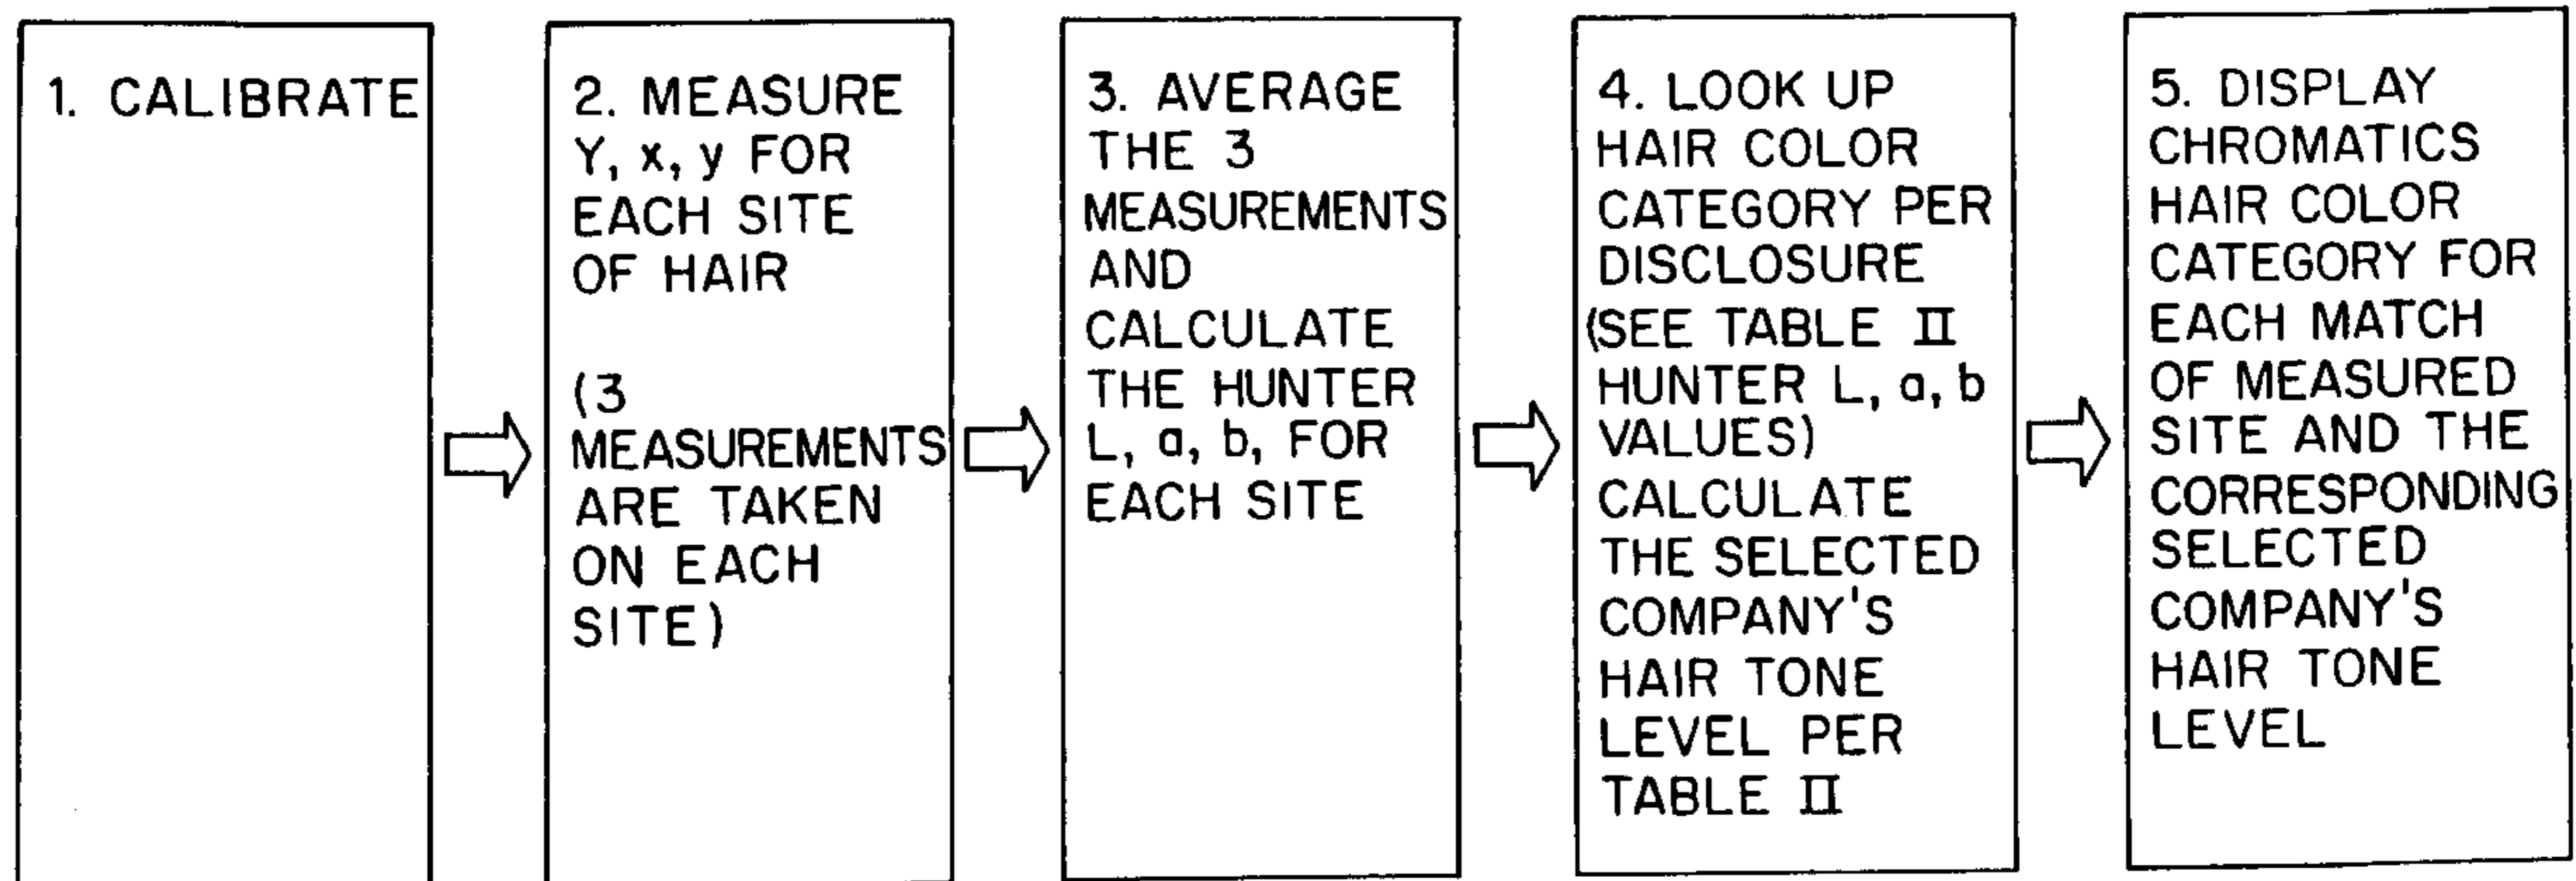 1. CALIBRATE
2. MEASURE
Y, x, y FOR
EACH SITE
OF HAIR
(3
MEASUREMENTS
ARE TAKEN
ON EACH
SITE)
3. AVERAGE
THE 3
MEASUREMENTS
AND
CALCULATE
THE HUNTER
L, a, b, FOR
EACH SITE
4. LOOK UP
HAIR COLOR
CATEGORY PER
DISCLOSURE
(SEE TABLE II
HUNTER L, a, b
VALUES)
CALCULATE
THE SELECTED
COMPANY'S
HAIR TONE
LEVEL PER
TABLE II
5. DISPLAY
CHROMATICS
HAIR COLOR
CATEGORY FOR
EACH MATCH
OF MEASURED
SITE AND THE
CORRESPONDING
SELECTED
COMPANY'S
HAIR TONE
LEVEL